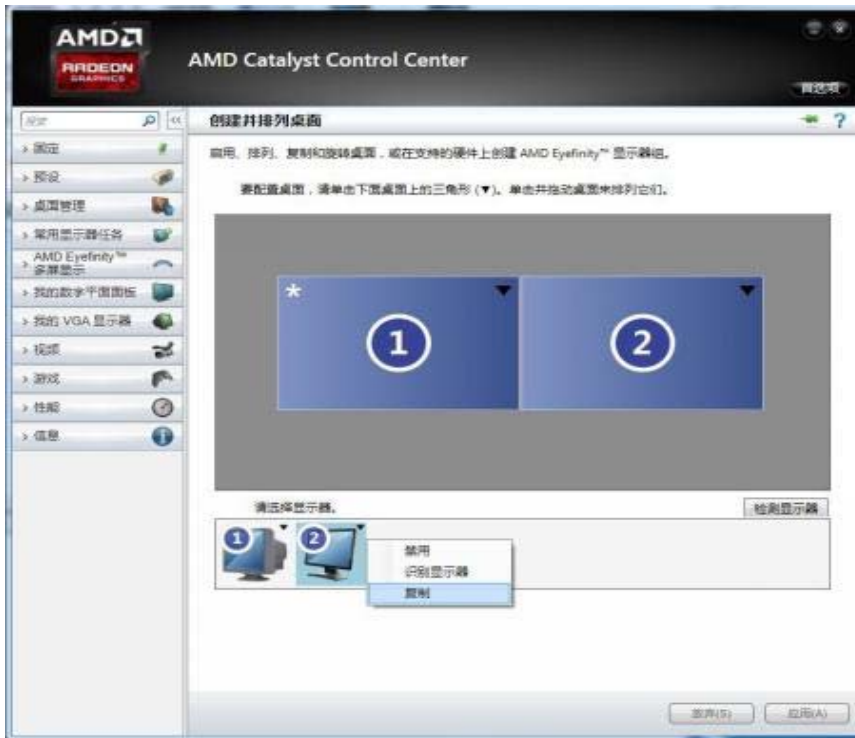 AMD
RADEON
GRAPHICS
AMD Catalyst Control Center
首选项
搜索
创建并排列桌面
固定
预设
桌面管理
常用显示器任务
AMD Eyefinity™
多屏显示
我的数字平面面板
我的 VGA 显示器
视频
游戏
性能
信息
启用、排列、复制和旋转桌面，或在支持的硬件上创建 AMD Eyefinity™ 显示器组。
要配置桌面，请单击下面桌面上的三角形 (▼)。单击并拖动桌面来排列它们。
* 1
2
请选择显示器。
检测显示器
1
2
禁用
识别显示器
复制
放弃(S)
应用(A)